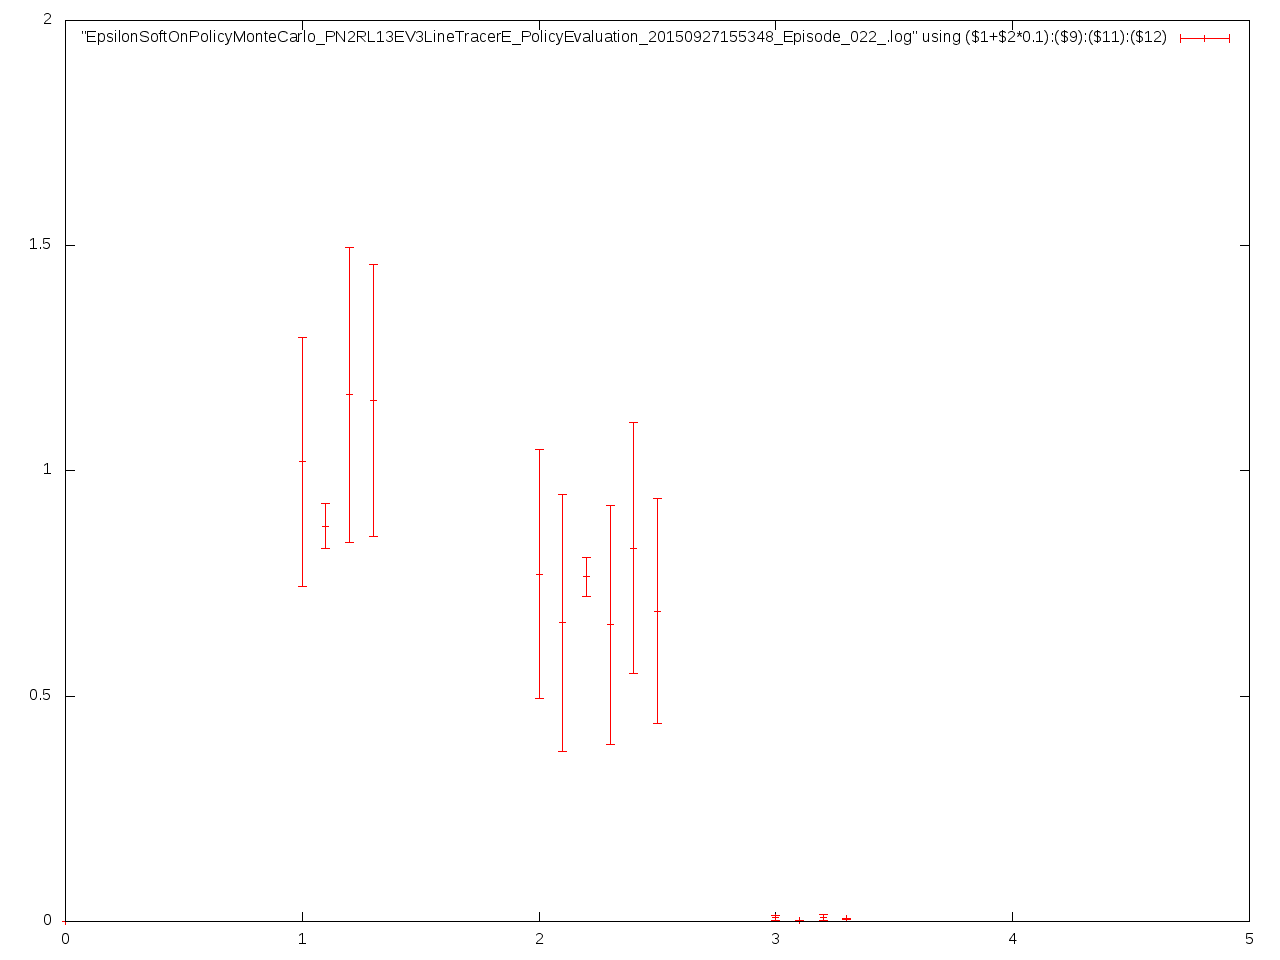 "EpsilonSoftOnPolicyMonteCarlo_PN2RL13EV3LineTracerE_PolicyEvaluation_20150927155348_Episode_022_.log" using ($1+$2*0.1):($9):($11):($12)
2
1.5
1
0.5
0
0 1 2 3 4 5